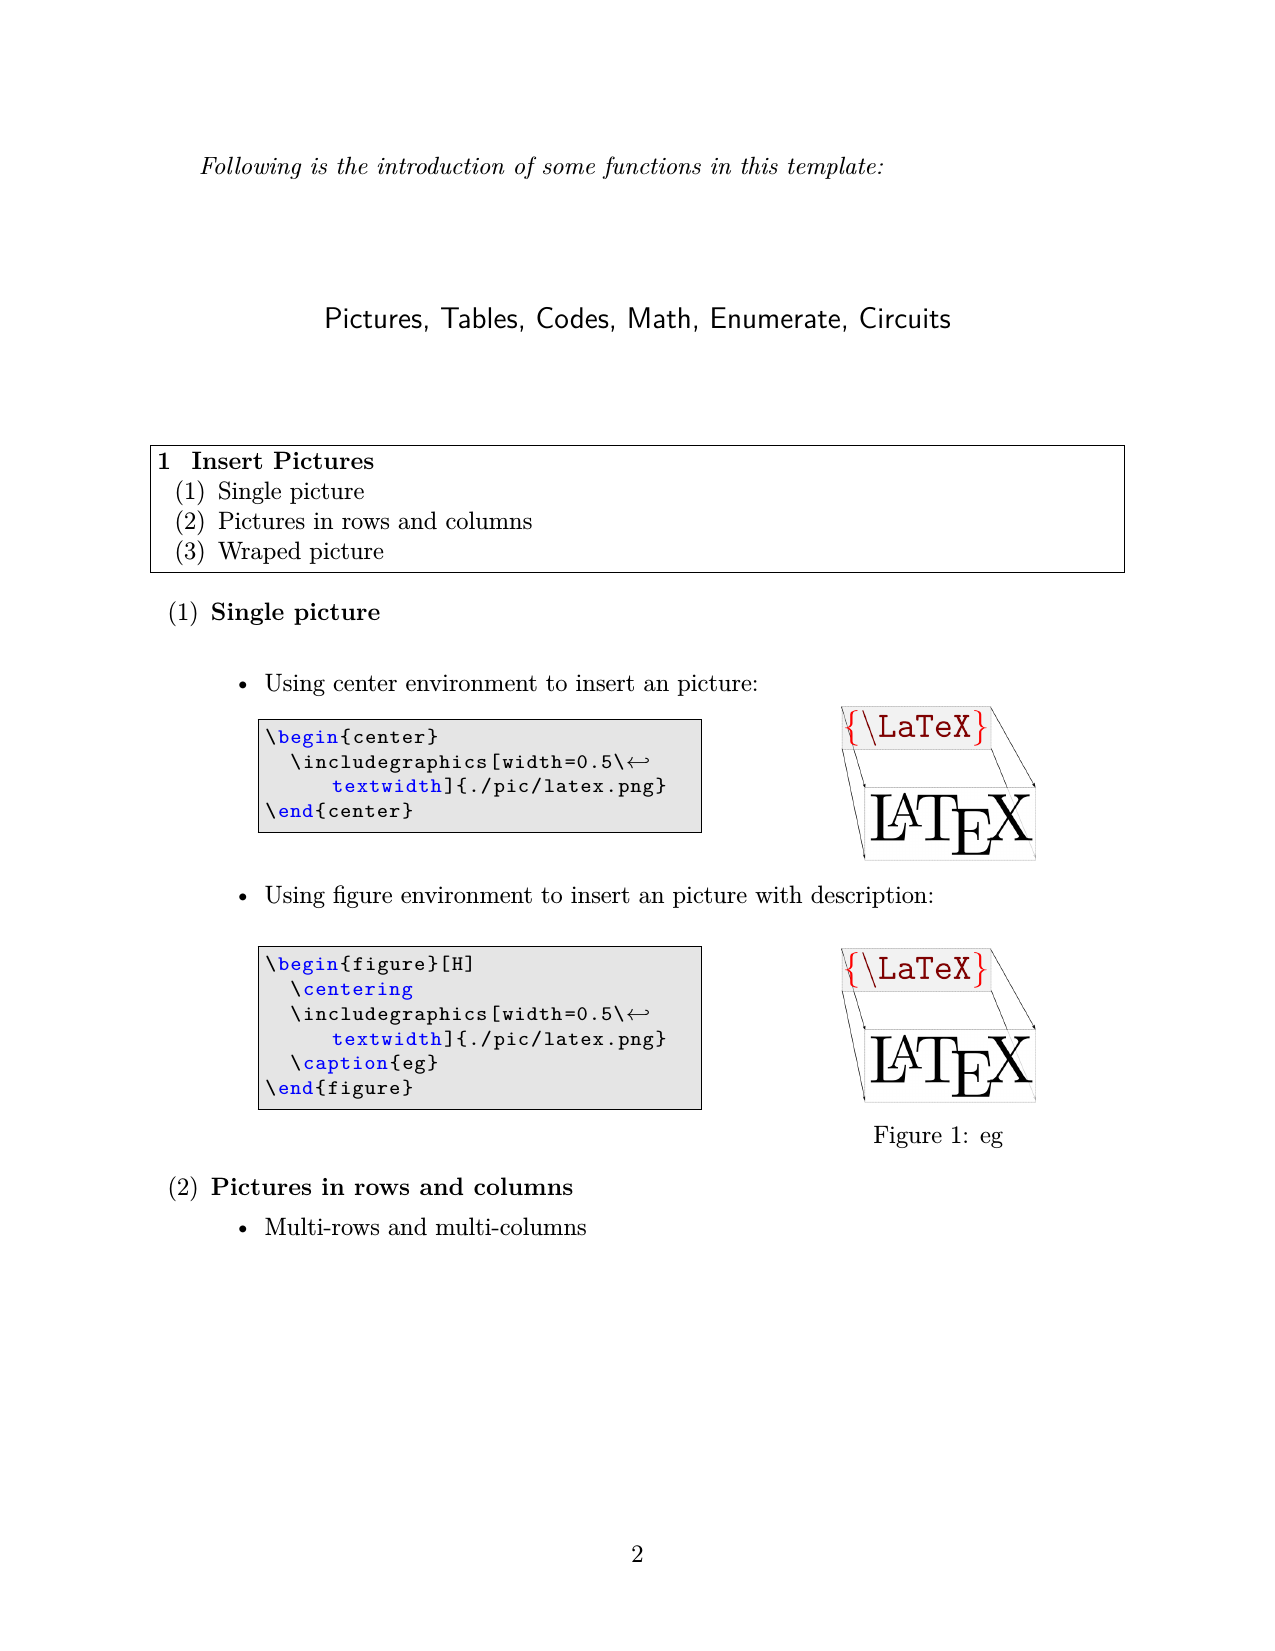 Following is the introduction of some functions in this template:
Pictures, Tables, Codes, Math, Enumerate, Circuits
1 Insert Pictures
(1) Single picture
(2) Pictures in rows and columns
(3) Wraped picture
(1) Single picture
• Using center environment to insert an picture:
\begin{center}
\includegraphics[width=0.5\↩
textwidth]{./pic/latex.png}
\end{center}
{\LaTeX}
LATEX
• Using figure environment to insert an picture with description:
\begin{figure}[H]
\centering
\includegraphics[width=0.5\↩
textwidth]{./pic/latex.png}
\caption{eg}
\end{figure}
{\LaTeX}
LATEX
Figure 1: eg
(2) Pictures in rows and columns
• Multi-rows and multi-columns
2